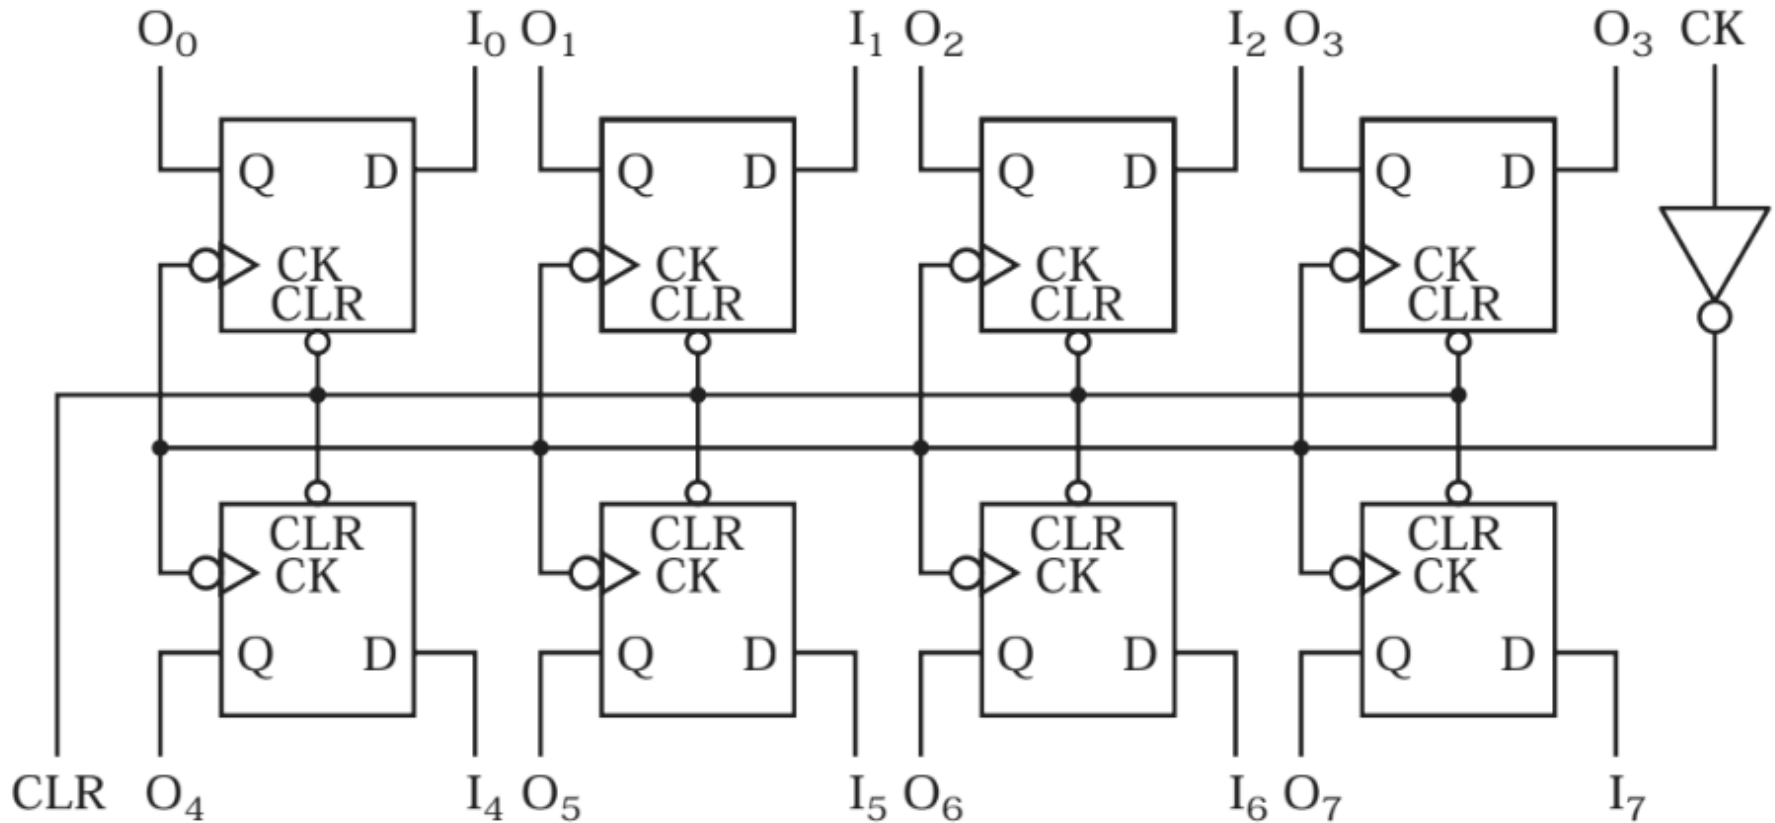 O0 I0 O1 I1 O2 I2 O3 O3 CK
Q D Q D Q D Q D
CK CK CK CK
CLR CLR CLR CLR
CLR CLR CLR CLR
CK CK CK CK
Q D Q D Q D Q D
CLR O4 I4 O5 I5 O6 I6 O7 I7